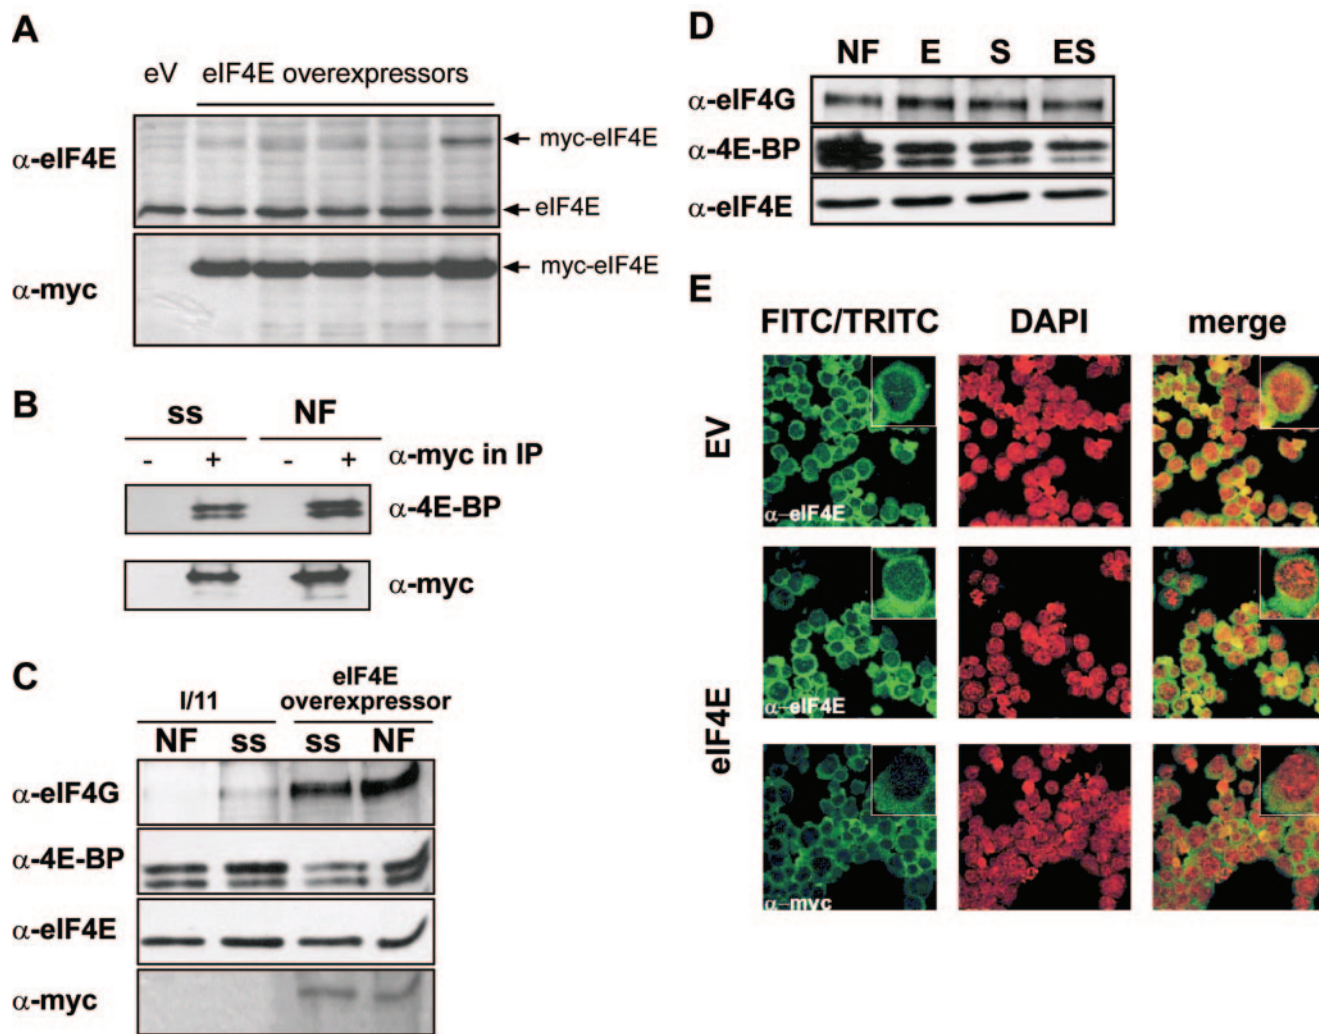 A
eV eIF4E overexpressors
α-eIF4E
myc-eIF4E
eIF4E
α-myc
myc-eIF4E
B
ss NF
- + - + α-myc in IP
α-4E-BP
α-myc
C
I/11 eIF4E overexpressor
NF ss ss NF
α-eIF4G
α-4E-BP
α-eIF4E
α-myc
D
NF E S ES
α-eIF4G
α-4E-BP
α-eIF4E
E
FITC/TRITC DAPI merge
EV
α-eIF4E
eIF4E
α-eIF4E
α-myc